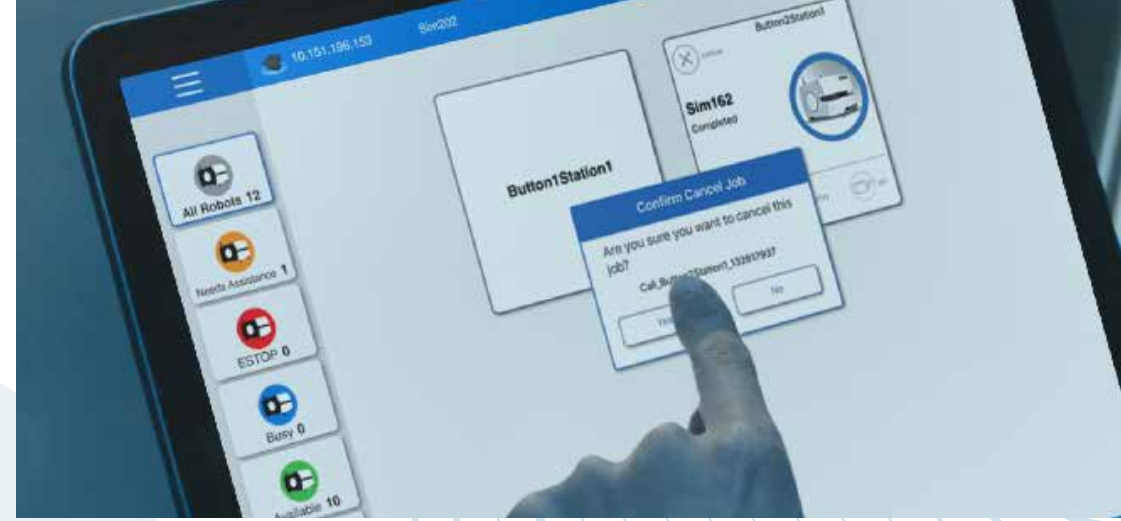 10.151.196.153 Sim202
All Robots 12
Needs Assistance 1
ESTOP 0
Busy 0
Available 10
Button1Station1
Button2Station1
Sim162
Completed
Confirm Cancel Job
Are you sure you want to cancel this
job?
Yes
No